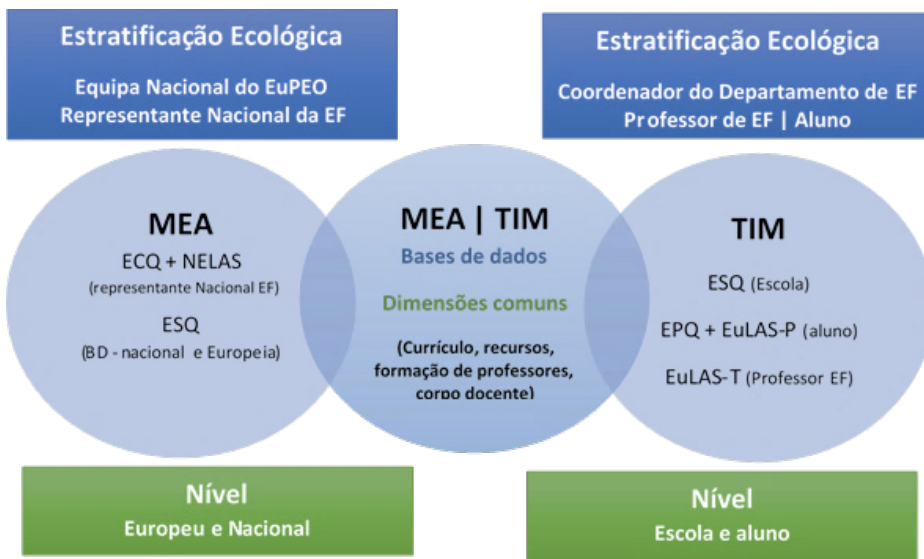 Estratificação Ecológica
Equipa Nacional do EuPEO
Representante Nacional da EF
Estratificação Ecológica
Coordenador do Departamento de EF
Professor de EF | Aluno
MEA
ECQ + NELAS
(representante Nacional EF)
ESQ
(BD - nacional e Europeia)
MEA | TIM
Bases de dados
Dimensões comuns
(Currículo, recursos,
formação de professores,
corpo docente)
TIM
ESQ (Escola)
EPQ + EuLAS-P (aluno)
EuLAS-T (Professor EF)
Nível
Europeu e Nacional
Nível
Escola e aluno